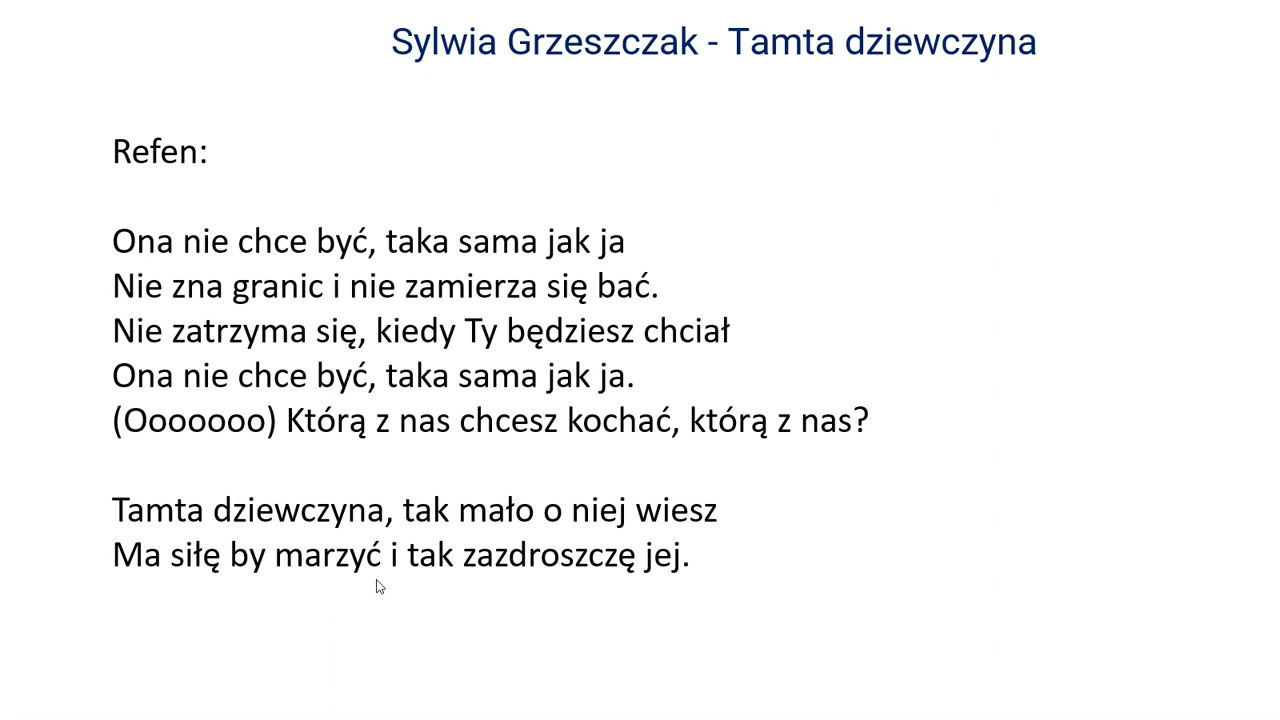 Sylwia Grzeszczak - Tamta dziewczyna
Refen:
Ona nie chce być, taka sama jak ja
Nie zna granic i nie zamierza się bać.
Nie zatrzyma się, kiedy Ty będziesz chciał
Ona nie chce być, taka sama jak ja.
(Ooooooo) Którą z nas chcesz kochać, którą z nas?
Tamta dziewczyna, tak mało o niej wiesz
Ma siłę by marzyć i tak zazdroszczę jej.